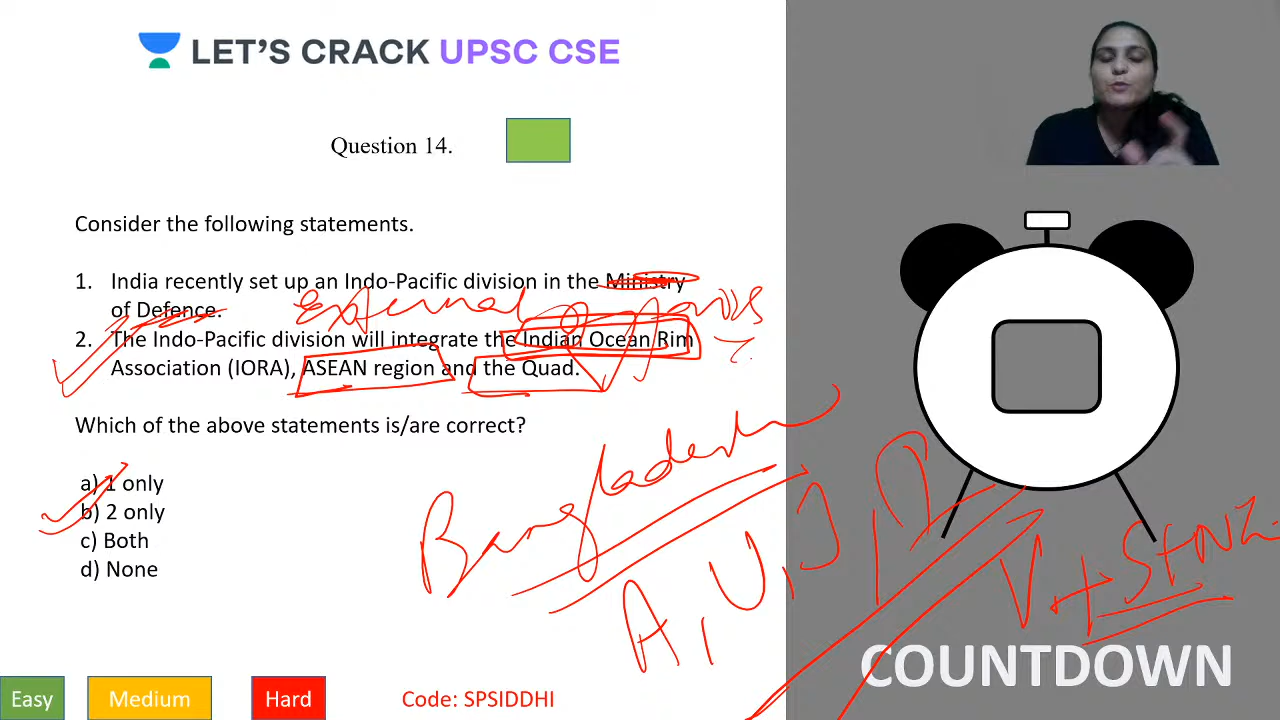 LET'S CRACK UPSC CSE
Question 14.
Consider the following statements.
1. India recently set up an Indo-Pacific division in the Ministry
of Defence.
External Affairs
2. The Indo-Pacific division will integrate the Indian Ocean Rim
Association (IORA), ASEAN region and the Quad.
Which of the above statements is/are correct?
Bangladesh
a) 1 only
b) 2 only
c) Both
d) None
A, U, J,
V + S+NZ
COUNTDOWN
Easy Medium Hard Code: SPSIDDHI